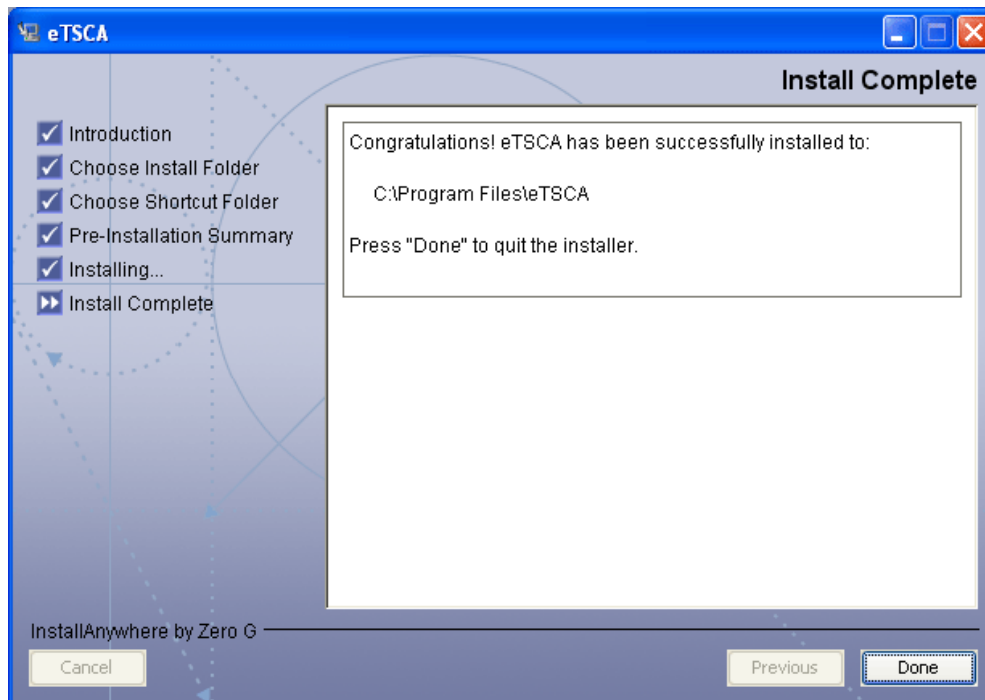 eTSCA
Install Complete
Introduction
Choose Install Folder
Choose Shortcut Folder
Pre-Installation Summary
Installing...
Install Complete
Congratulations! eTSCA has been successfully installed to:
C:\Program Files\eTSCA
Press "Done" to quit the installer.
InstallAnywhere by Zero G
Cancel
Previous
Done